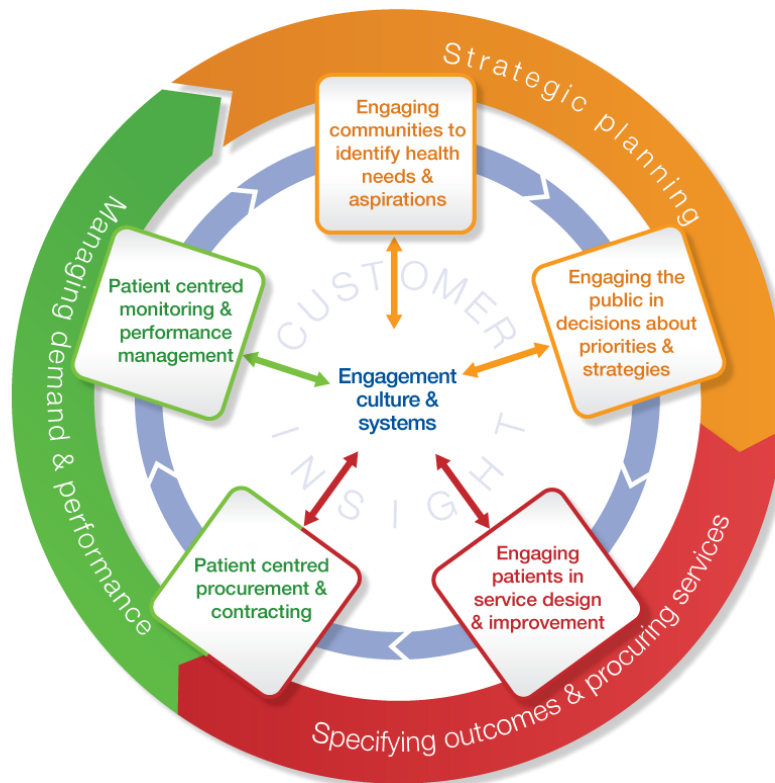 Strategic planning
Engaging
communities to
identify health
needs &
aspirations
Managing demand & performance
Patient centred
monitoring &
performance
management
CUSTOMER
Engaging the
public in
decisions about
priorities &
strategies
Engagement
culture &
systems
INSIGHT
Patient centred
procurement &
contracting
Engaging
patients in
service design
& improvement
Specifying outcomes & procuring services